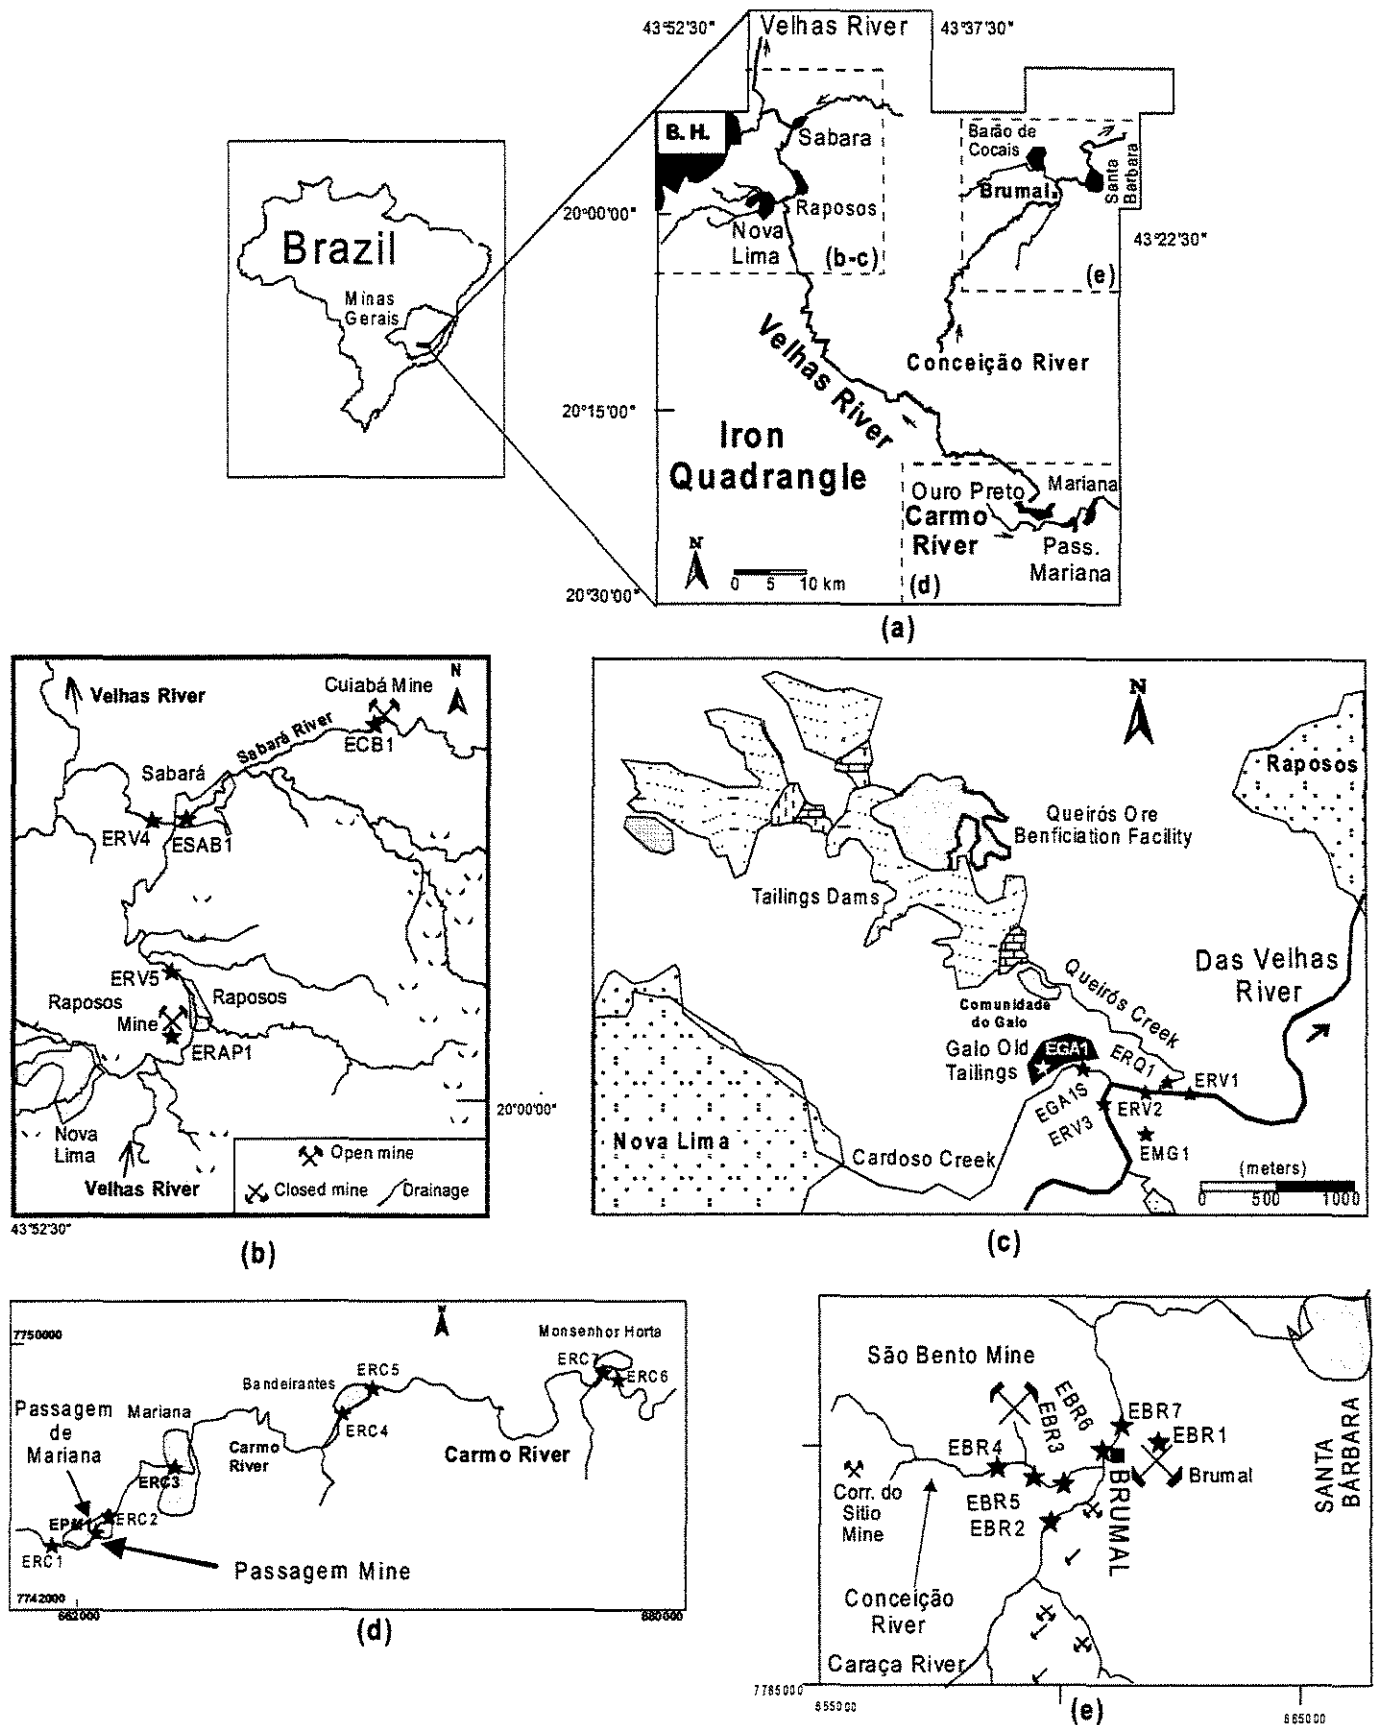 43°52'30"
Velhas River
43°37'30"
B. H.
Sabara
Barão de
Cocais
Santa
Barbara
Brumal
Raposos
20°00'00"
Nova
Lima
(b-c)
43°22'30"
(e)
Brazil
Minas
Gerais
Velhas River
Conceição River
20°15'00"
Iron
Quadrangle
Ouro Preto
Mariana
Carmo
River
Pass.
Mariana
N
0 5 10 km
(d)
20°30'00"
(a)
Velhas River
Cuiabá Mine
N
Sabará River
ECB1
Sabará
ERV4
ESAB1
ERV5
Raposos
Mine
Raposos
ERAP1
20°00'00"
Nova
Lima
Velhas River
Open mine
Closed mine
Drainage
43°52'30"
(b)
N
Raposos
Queirós Ore
Benficiation Facility
Tailings Dams
Das Velhas
River
Queirós Creek
Comunidade
do Galo
Galo Old
Tailings
EGA1
ERQ1
ERV1
EGA1S
ERV3
ERV2
EMG1
Nova Lima
Cardoso Creek
(meters)
0 500 1000
(c)
7750000
N
Monsenhor Horta
ERC7
ERC6
ERC5
Bandeirantes
ERC4
Passagem
de
Mariana
Mariana
Carmo
River
Carmo River
ERC3
EPM1
ERC2
ERC1
Passagem Mine
7742000
662000
680000
(d)
São Bento Mine
EBR6
EBR3
EBR7
EBR1
EBR4
Brumal
Corr. do
Sitio
Mine
EBR5
EBR2
BRUMAL
SANTA
BÁRBARA
Conceição
River
Caraça River
7785000
655000
665000
(e)